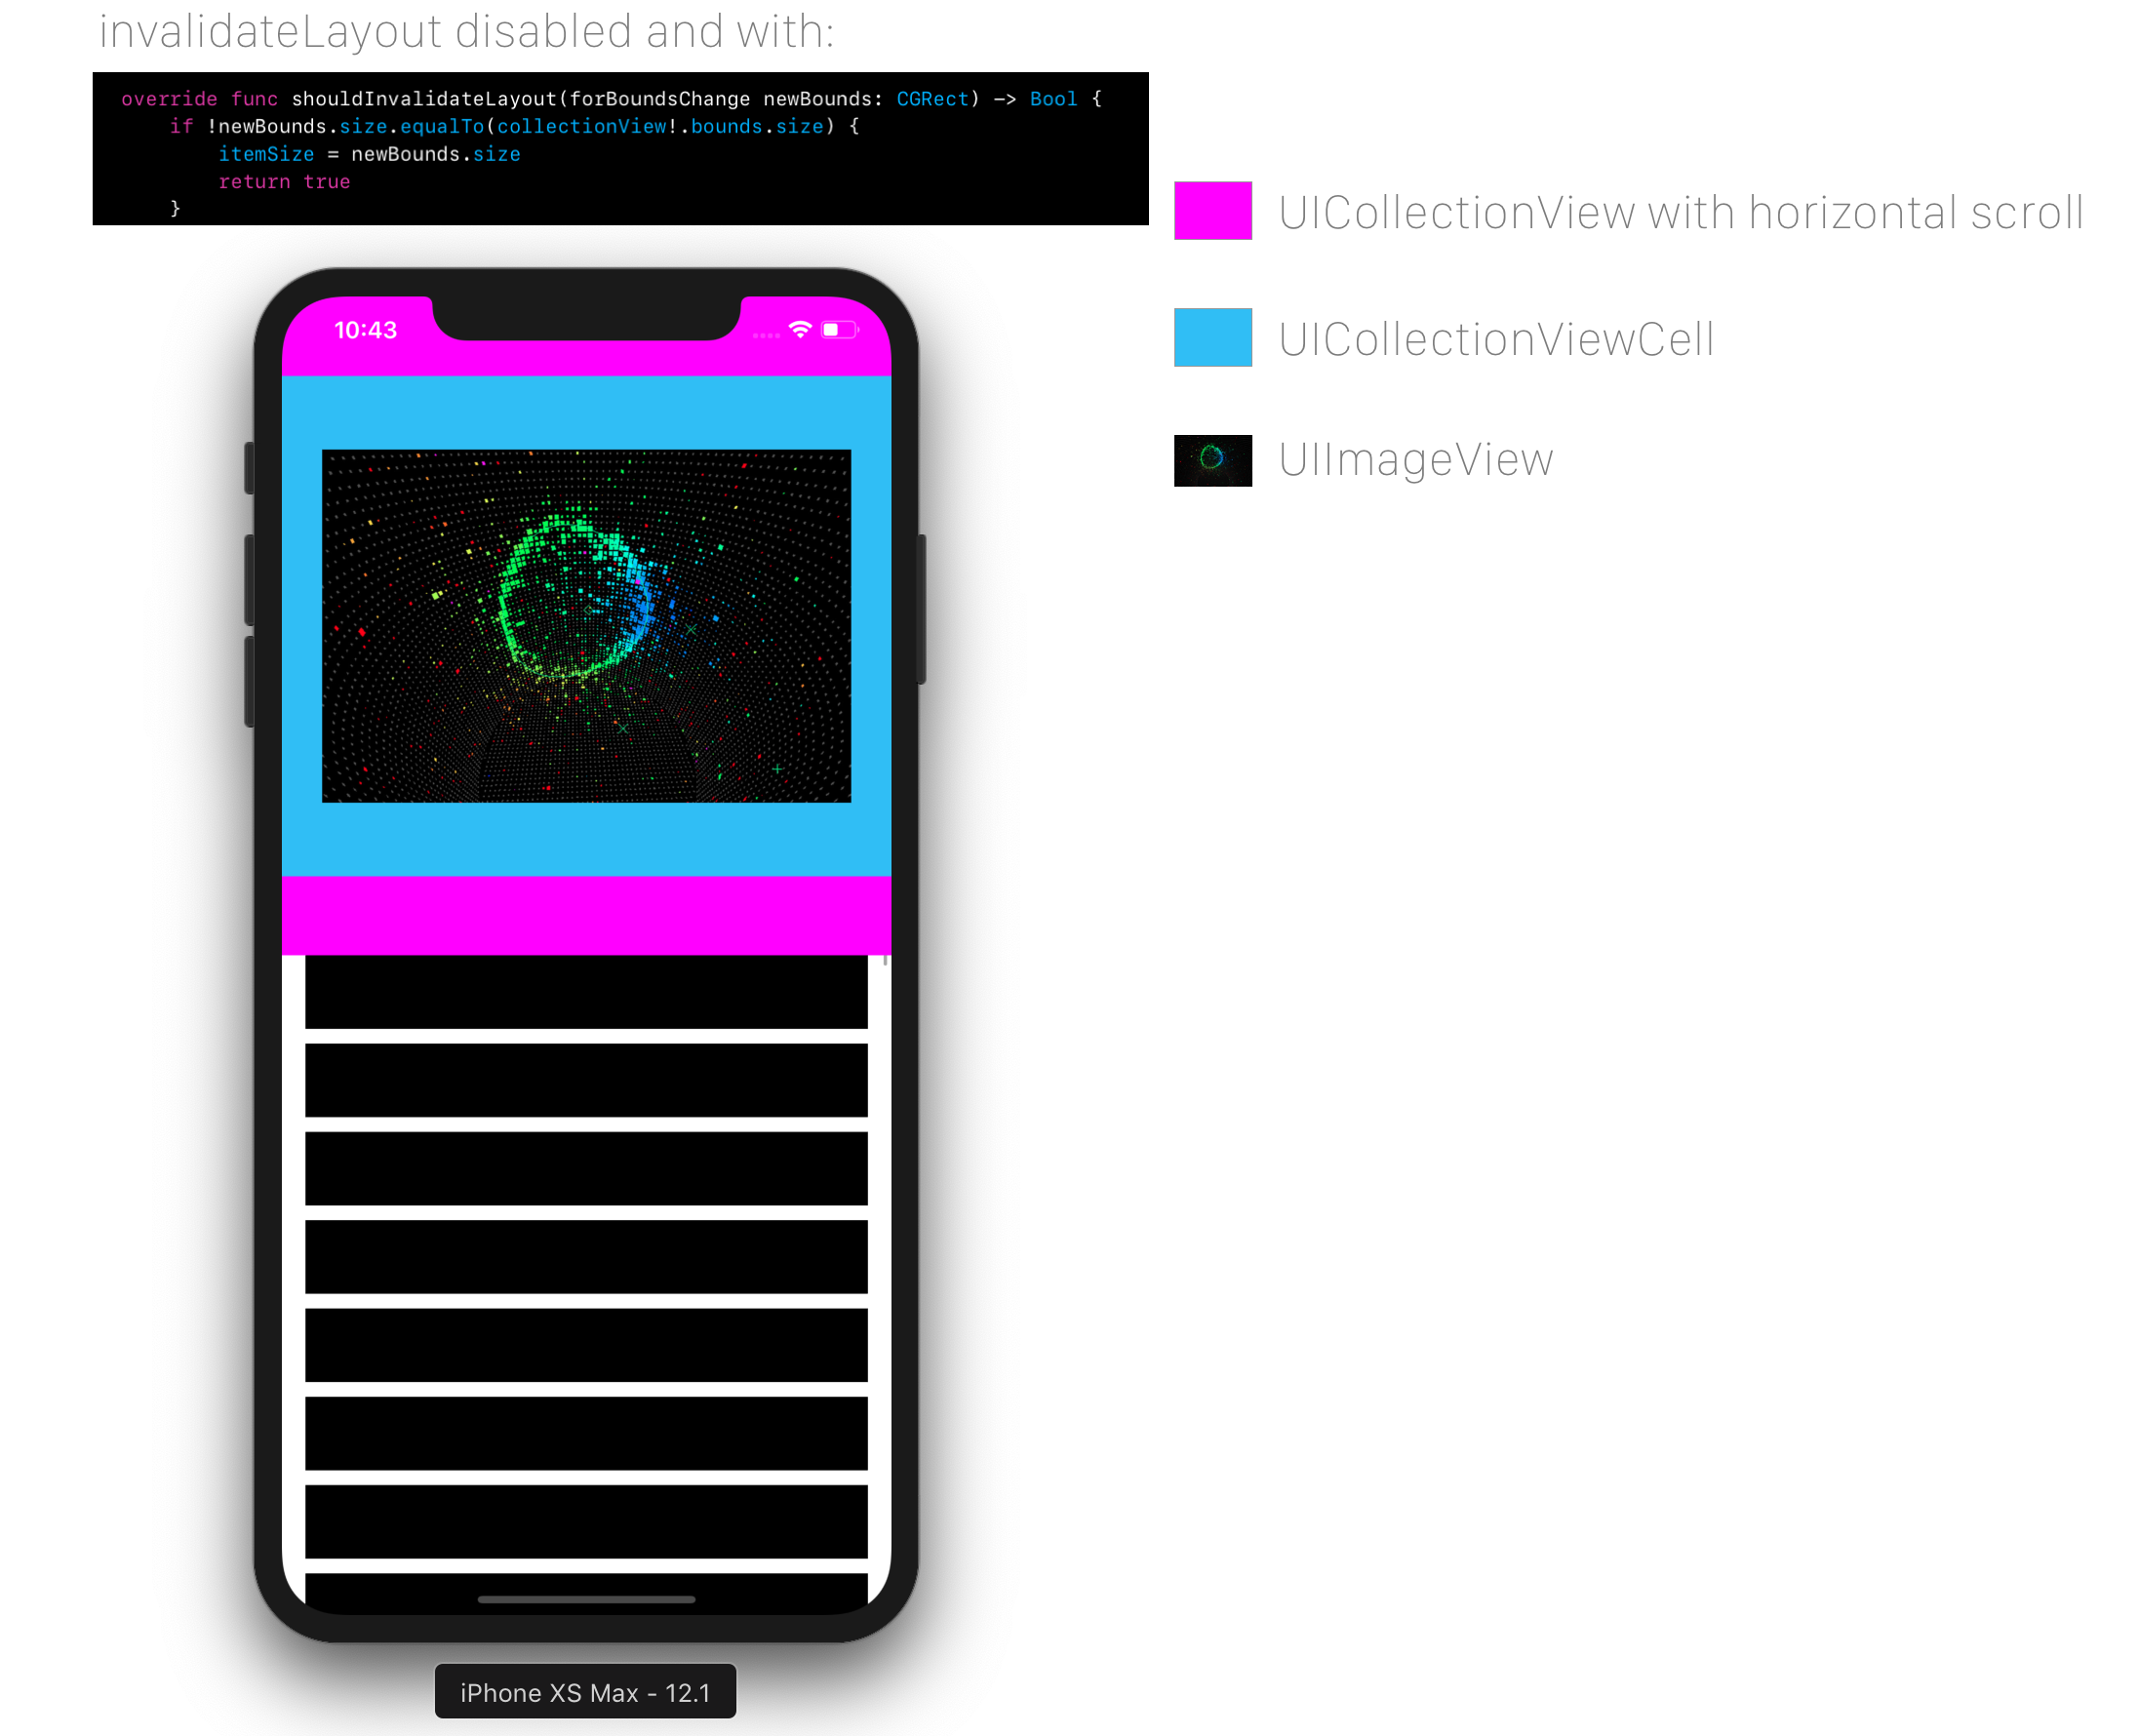 invalidateLayout disabled and with:
override func shouldInvalidateLayout(forBoundsChange newBounds: CGRect) -> Bool {
if !newBounds.size.equalTo(collectionView!.bounds.size) {
itemSize = newBounds.size
return true
}
UICollectionView with horizontal scroll
10:43
UICollectionViewCell
UIImageView
iPhone XS Max - 12.1